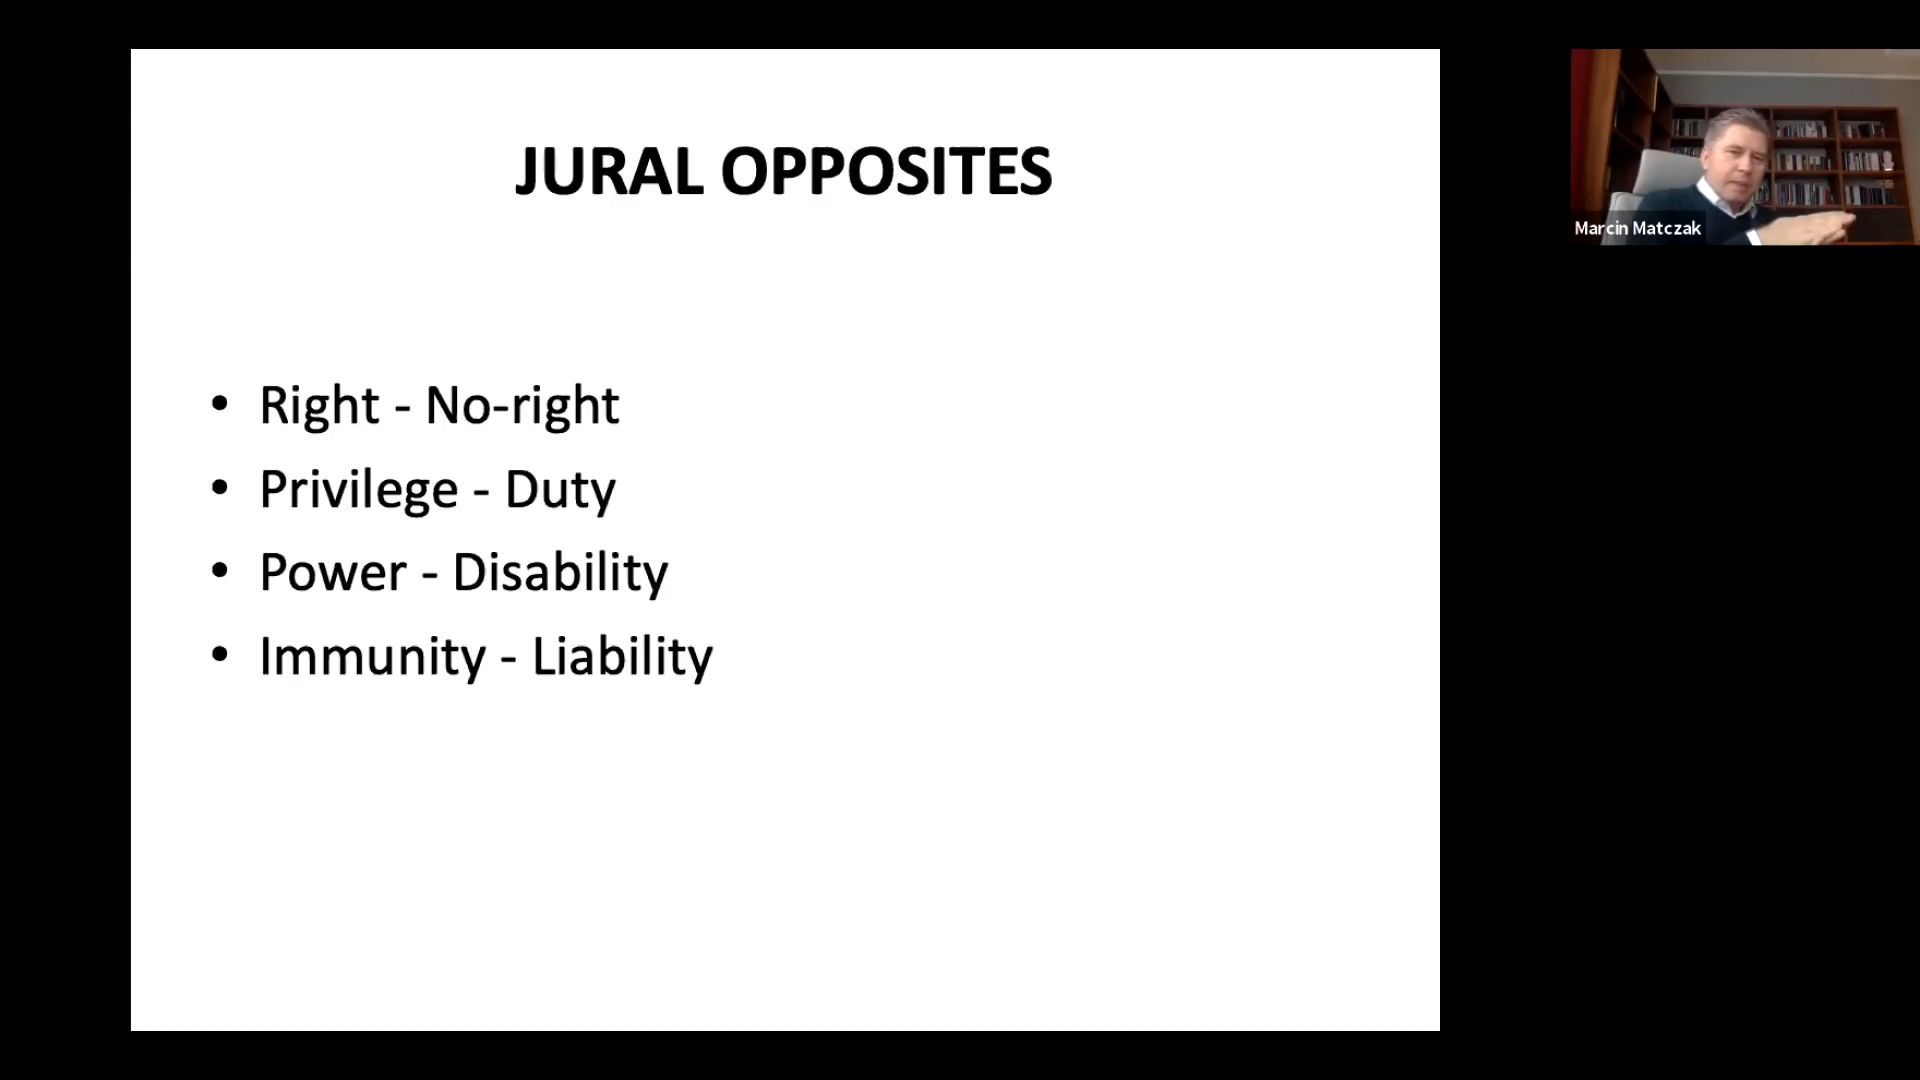 JURAL OPPOSITES
• Right - No-right
• Privilege - Duty
• Power - Disability
• Immunity - Liability
Marcin Matczak